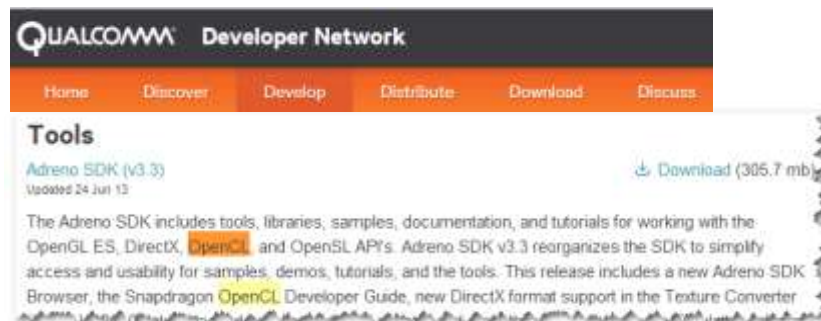 QUALCOMM Developer Network
Home Discover Develop Distribute Download Discuss
Tools
Adreno SDK (v3.3) Download (305.7 mb)
Updated 24 Jun 13
The Adreno SDK includes tools, libraries, samples, documentation, and tutorials for working with the
OpenGL ES, DirectX, OpenCL and OpenSL API's. Adreno SDK v3.3 reorganizes the SDK to simplify
access and usability for samples, demos, tutorials, and the tools. This release includes a new Adreno SDK
Browser, the Snapdragon OpenCL Developer Guide, new DirectX format support in the Texture Converter